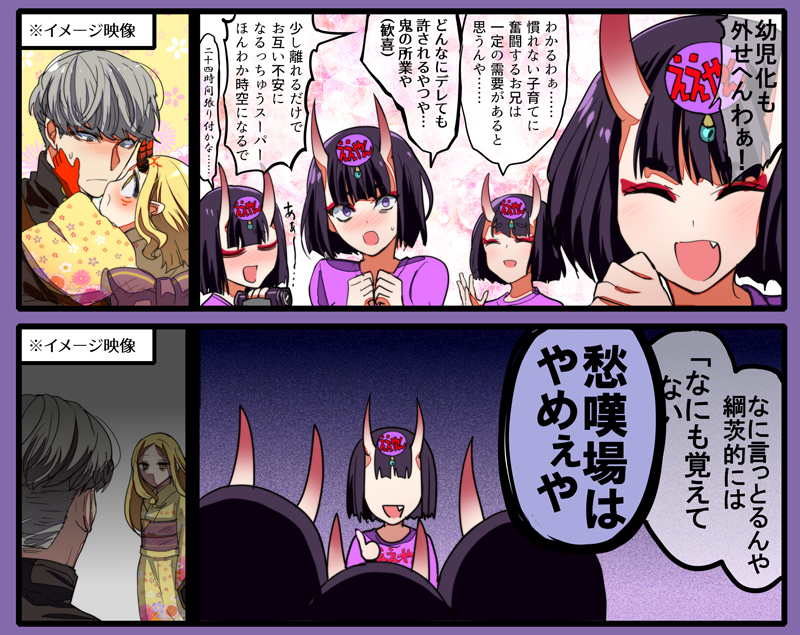 幼児化も
外せへんわぁ！
ええやん
わかるわぁ……
慣れない子育てに
奮闘するお兄は
一定の需要があると
思うんや……
ええやん
どんなにデレても
許されるやつや…
鬼の所業や
（歓喜）
ええやん
少し離れるだけで
お互い不安に
なるっちゅうスーパー
ほんわか時空になるで
二十四時間張り付かな……
あぁ…
ええやん
※イメージ映像
なに言っとるんや
綱茨的には
「なにも覚えて
ない」
愁嘆場は
やめぇや
ええやん
ええや
※イメージ映像